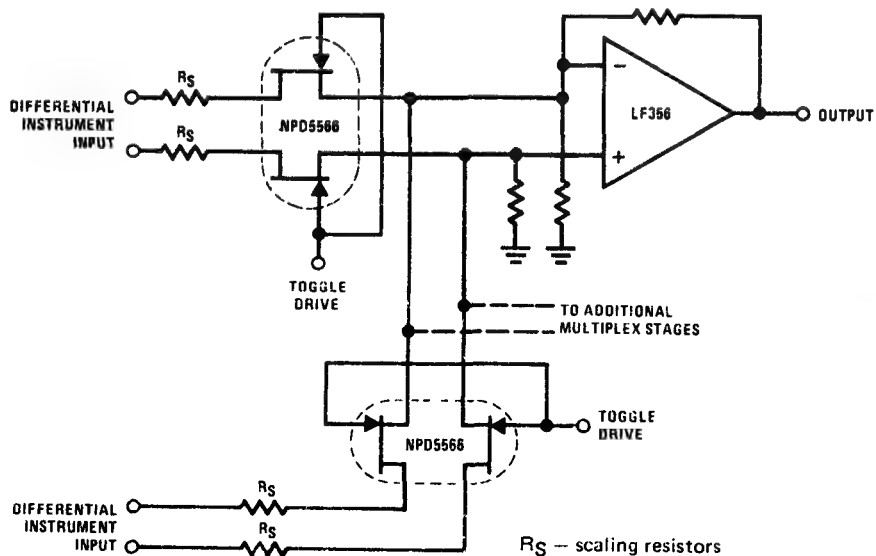 RS
DIFFERENTIAL
INSTRUMENT
INPUT
RS
NPD5566
TOGGLE
DRIVE
−
LF356
+
OUTPUT
TO ADDITIONAL
MULTIPLEX STAGES
NPD5566
TOGGLE
DRIVE
DIFFERENTIAL
INSTRUMENT
INPUT
RS
RS
RS — scaling resistors